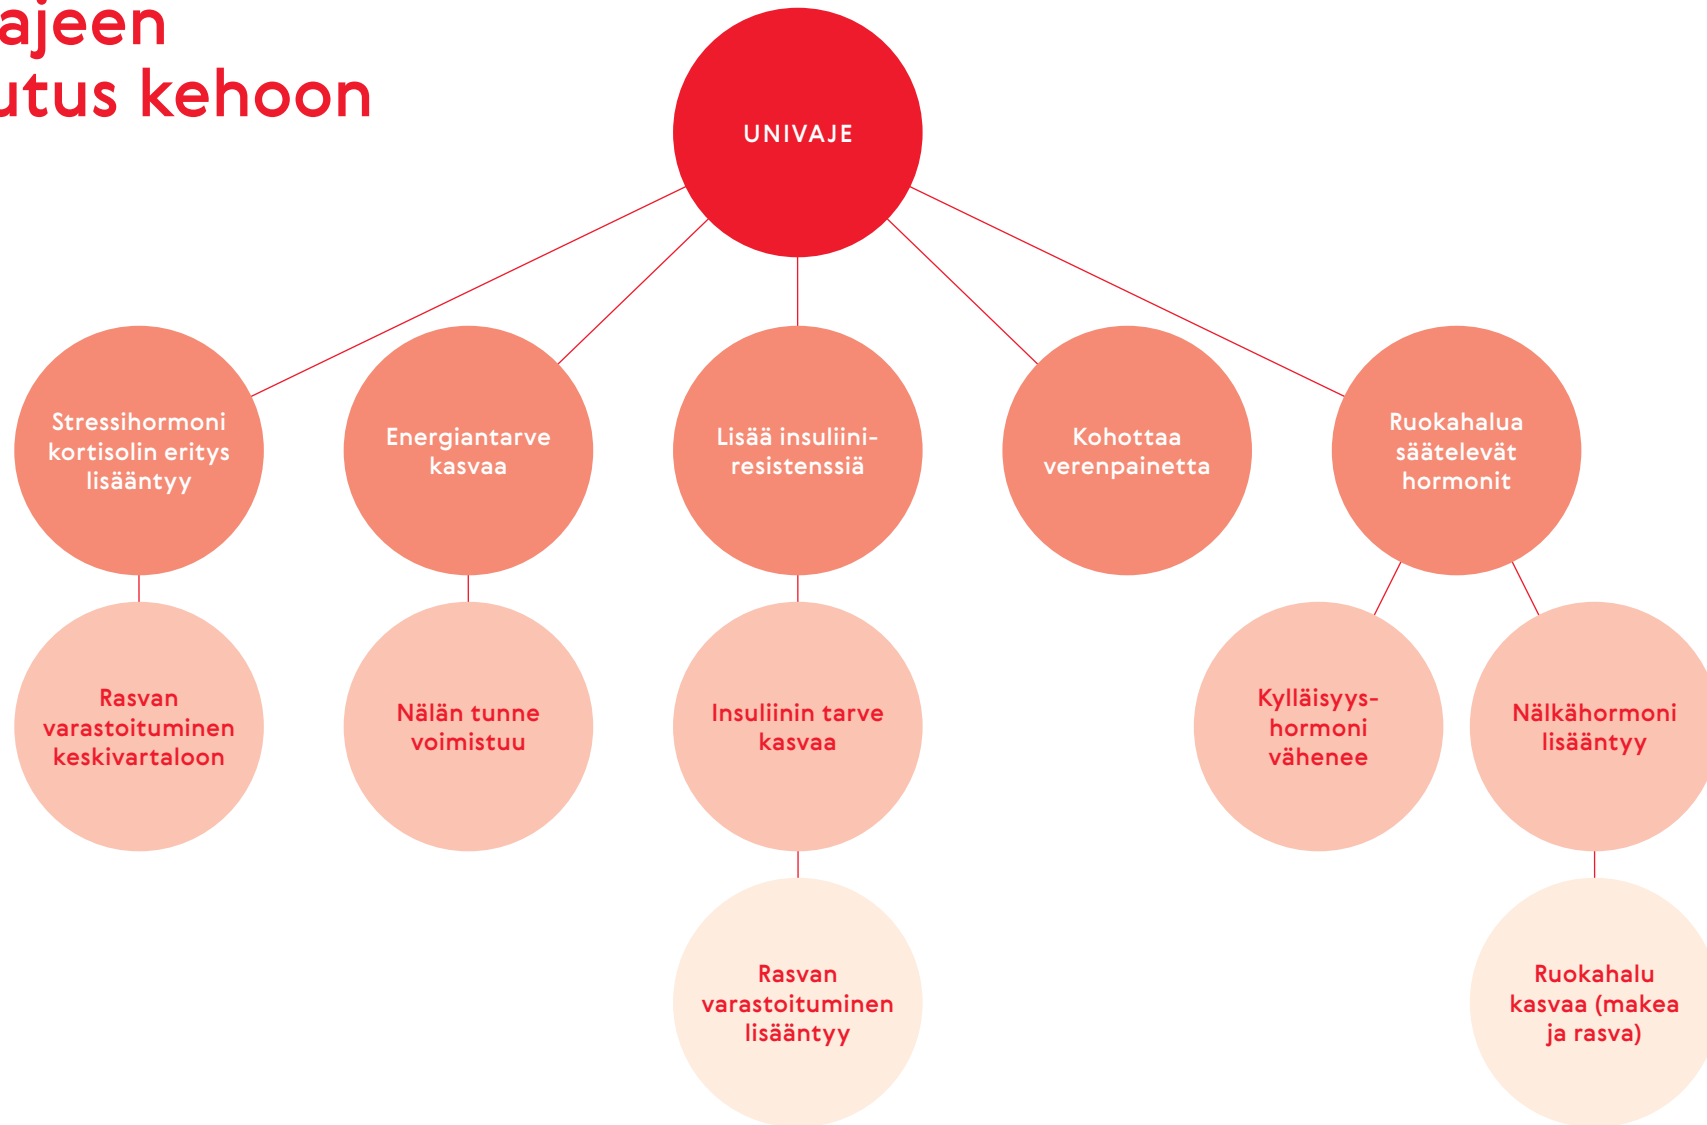 ajeen
utus kehoon
UNIVAJE
Stressihormoni
kortisolin eritys
lisääntyy
Energiantarve
kasvaa
Lisää insuliini-
resistenssiä
Kohottaa
verenpainetta
Ruokahalua
säätelevät
hormonit
Rasvan
varastoituminen
keskivartaloon
Nälän tunne
voimistuu
Insuliinin tarve
kasvaa
Kylläisyys-
hormoni
vähenee
Nälkähormoni
lisääntyy
Rasvan
varastoituminen
lisääntyy
Ruokahalu
kasvaa (makea
ja rasva)